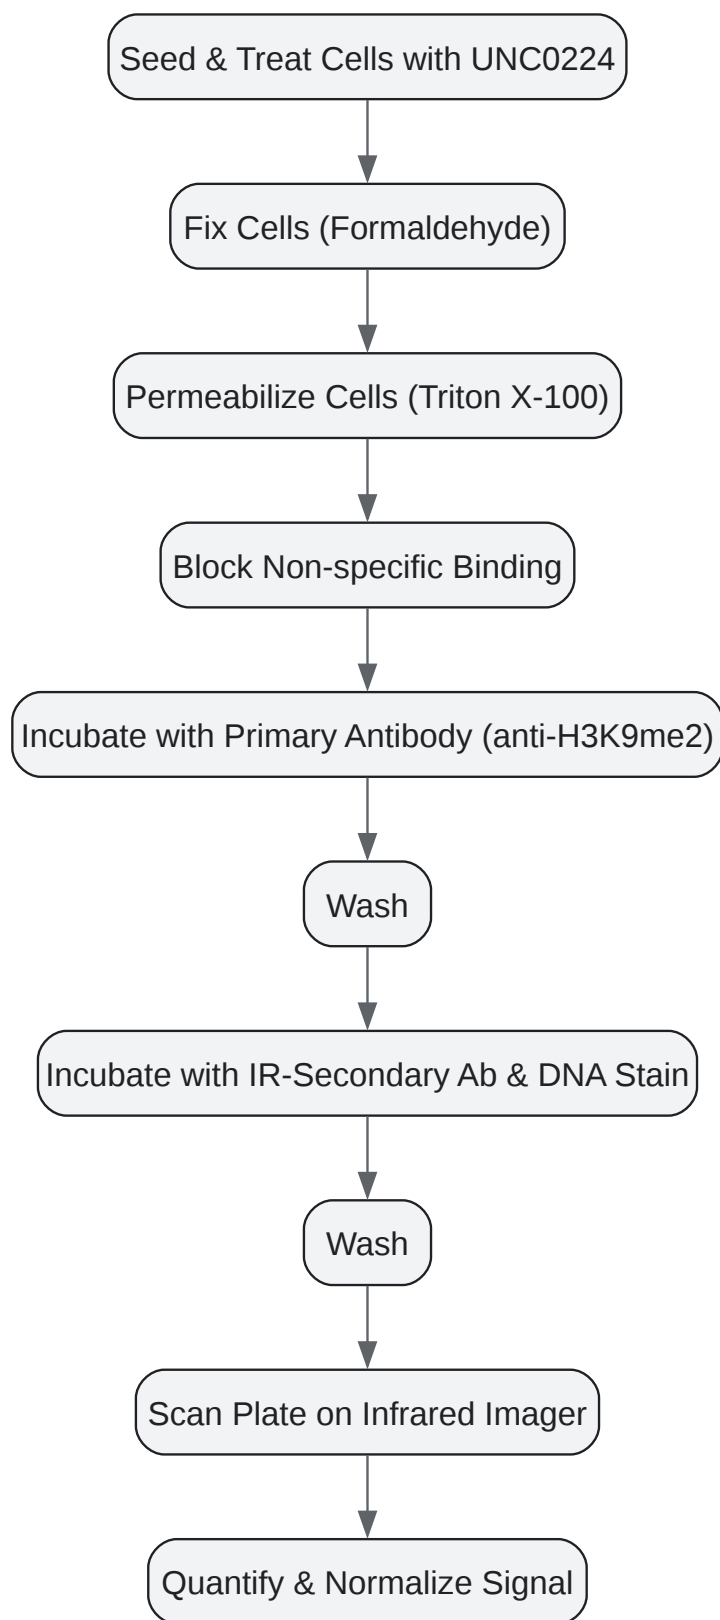 Seed & Treat Cells with UNC0224
Fix Cells (Formaldehyde)
Permeabilize Cells (Triton X-100)
Block Non-specific Binding
Incubate with Primary Antibody (anti-H3K9me2)
Wash
Incubate with IR-Secondary Ab & DNA Stain
Wash
Scan Plate on Infrared Imager
Quantify & Normalize Signal